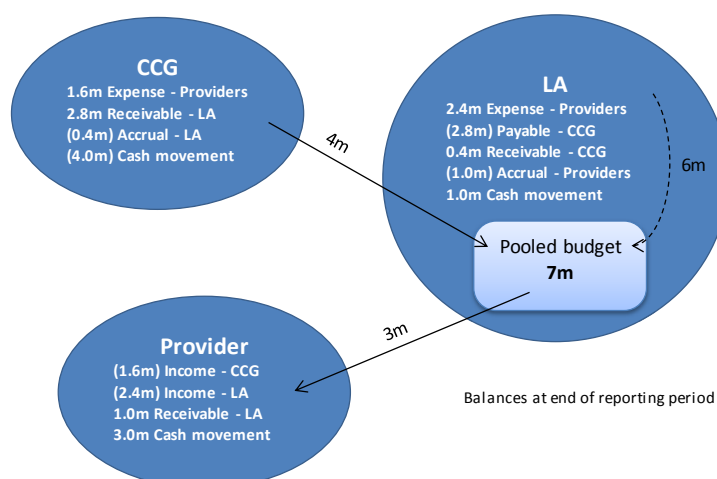 CCG
1.6m Expense - Providers
2.8m Receivable - LA
(0.4m) Accrual - LA
(4.0m) Cash movement
4m
LA
2.4m Expense - Providers
(2.8m) Payable - CCG
0.4m Receivable - CCG
(1.0m) Accrual - Providers
1.0m Cash movement
6m
Pooled budget
7m
3m
Provider
(1.6m) Income - CCG
(2.4m) Income - LA
1.0m Receivable - LA
3.0m Cash movement
Balances at end of reporting period